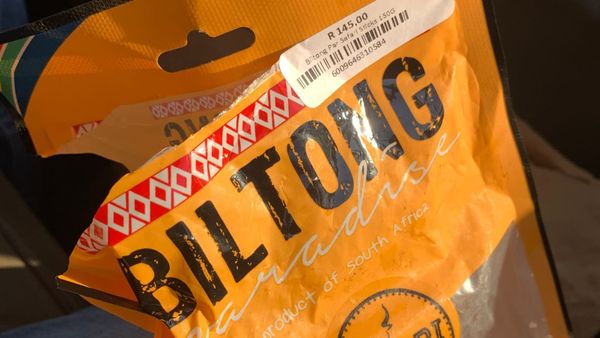 R 145.00
Biltong Par Safari Sticks 150G
6009646310584
BILTONG
paradise
product of south Africa